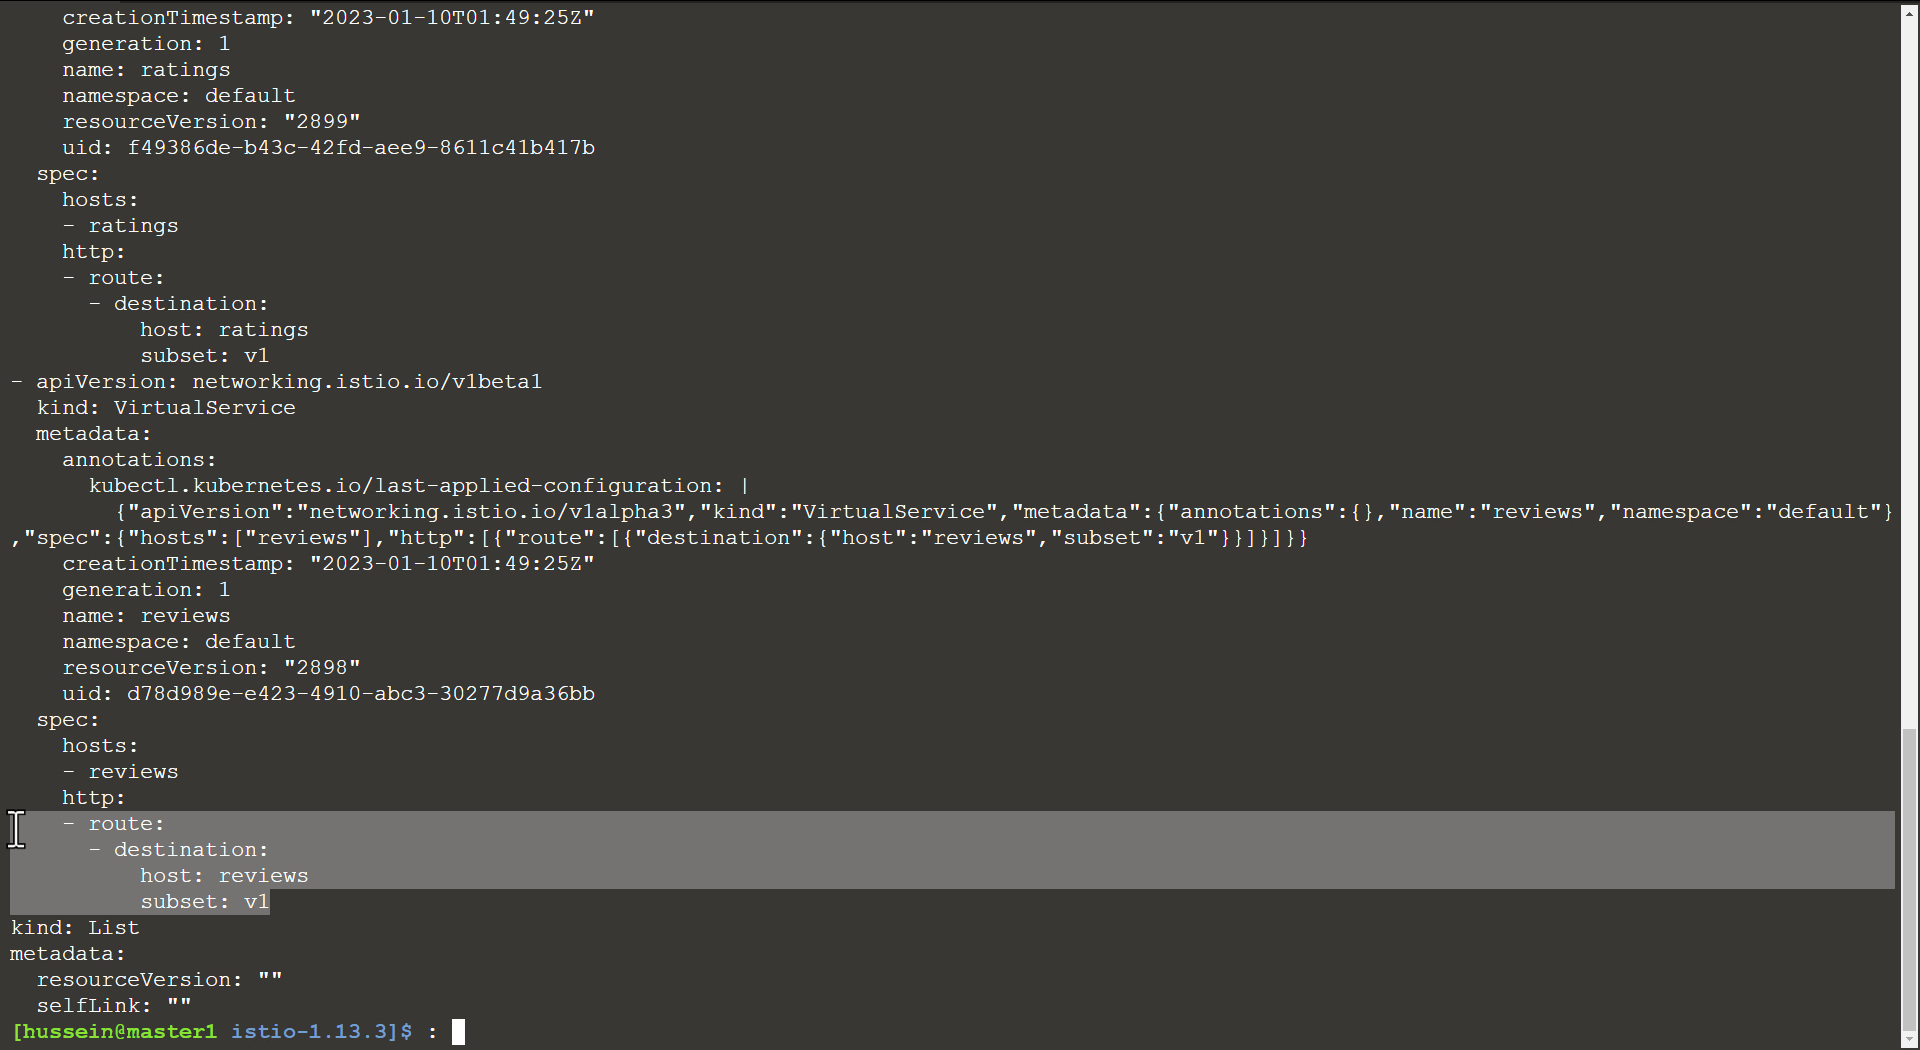 creationTimestamp: "2023-01-10T01:49:25Z"
    generation: 1
    name: ratings
    namespace: default
    resourceVersion: "2899"
    uid: f49386de-b43c-42fd-aee9-8611c41b417b
  spec:
    hosts:
    - ratings
    http:
    - route:
      - destination:
          host: ratings
          subset: v1
- apiVersion: networking.istio.io/v1beta1
  kind: VirtualService
  metadata:
    annotations:
      kubectl.kubernetes.io/last-applied-configuration: |
        {"apiVersion":"networking.istio.io/v1alpha3","kind":"VirtualService","metadata":{"annotations":{},"name":"reviews","namespace":"default"}
,"spec":{"hosts":["reviews"],"http":[{"route":[{"destination":{"host":"reviews","subset":"v1"}}]}]}}
    creationTimestamp: "2023-01-10T01:49:25Z"
    generation: 1
    name: reviews
    namespace: default
    resourceVersion: "2898"
    uid: d78d989e-e423-4910-abc3-30277d9a36bb
  spec:
    hosts:
    - reviews
    http:
    - route:
      - destination:
          host: reviews
          subset: v1
kind: List
metadata:
  resourceVersion: ""
  selfLink: ""
[hussein@master1 istio-1.13.3]$ :